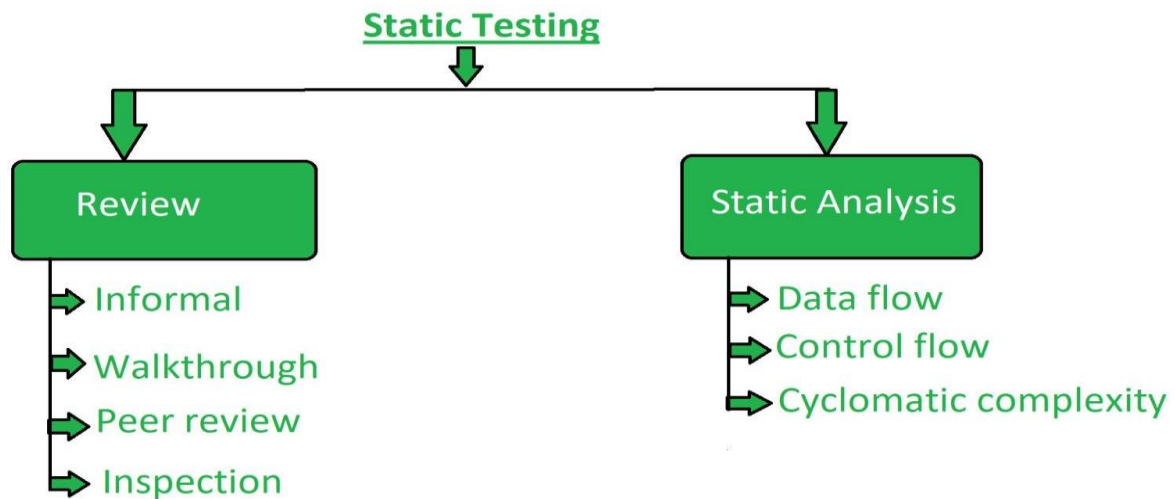 Static Testing
Review
Informal
Walkthrough
Peer review
Inspection
Static Analysis
Data flow
Control flow
Cyclomatic complexity